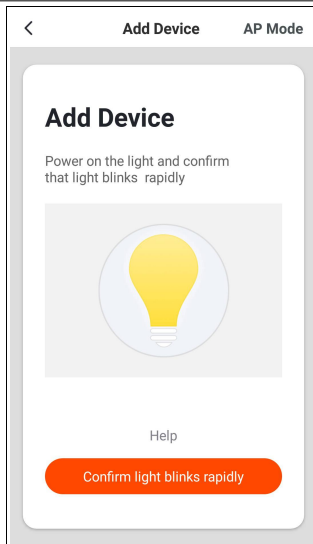 Add Device
AP Mode
Add Device
Power on the light and confirm
that light blinks rapidly
Help
Confirm light blinks rapidly